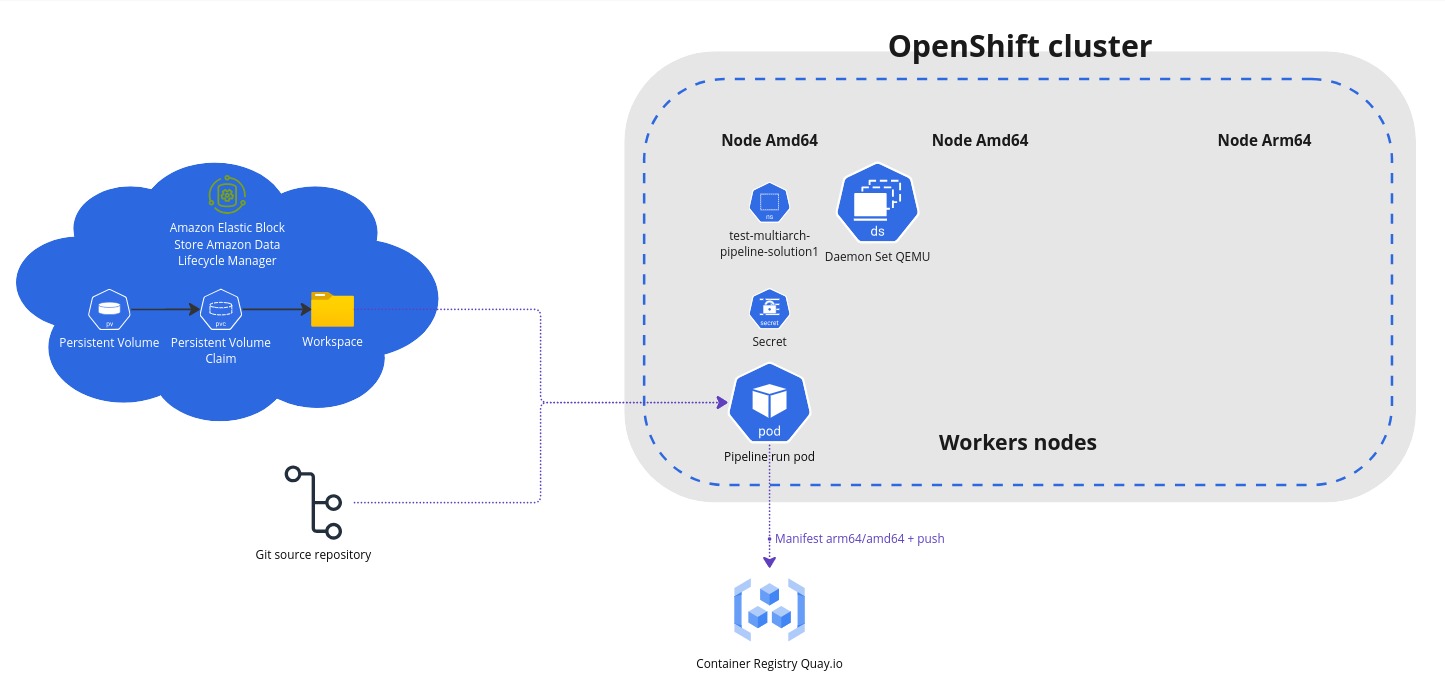 OpenShift cluster
Node Amd64
Node Amd64
Node Arm64
ns
test-multiarch-
pipeline-solution1
ds
Daemon Set QEMU
secret
Secret
pod
Pipeline run pod
Workers nodes
Amazon Elastic Block
Store Amazon Data
Lifecycle Manager
pv
Persistent Volume
pvc
Persistent Volume
Claim
Workspace
Git source repository
Manifest arm64/amd64 + push
Container Registry Quay.io